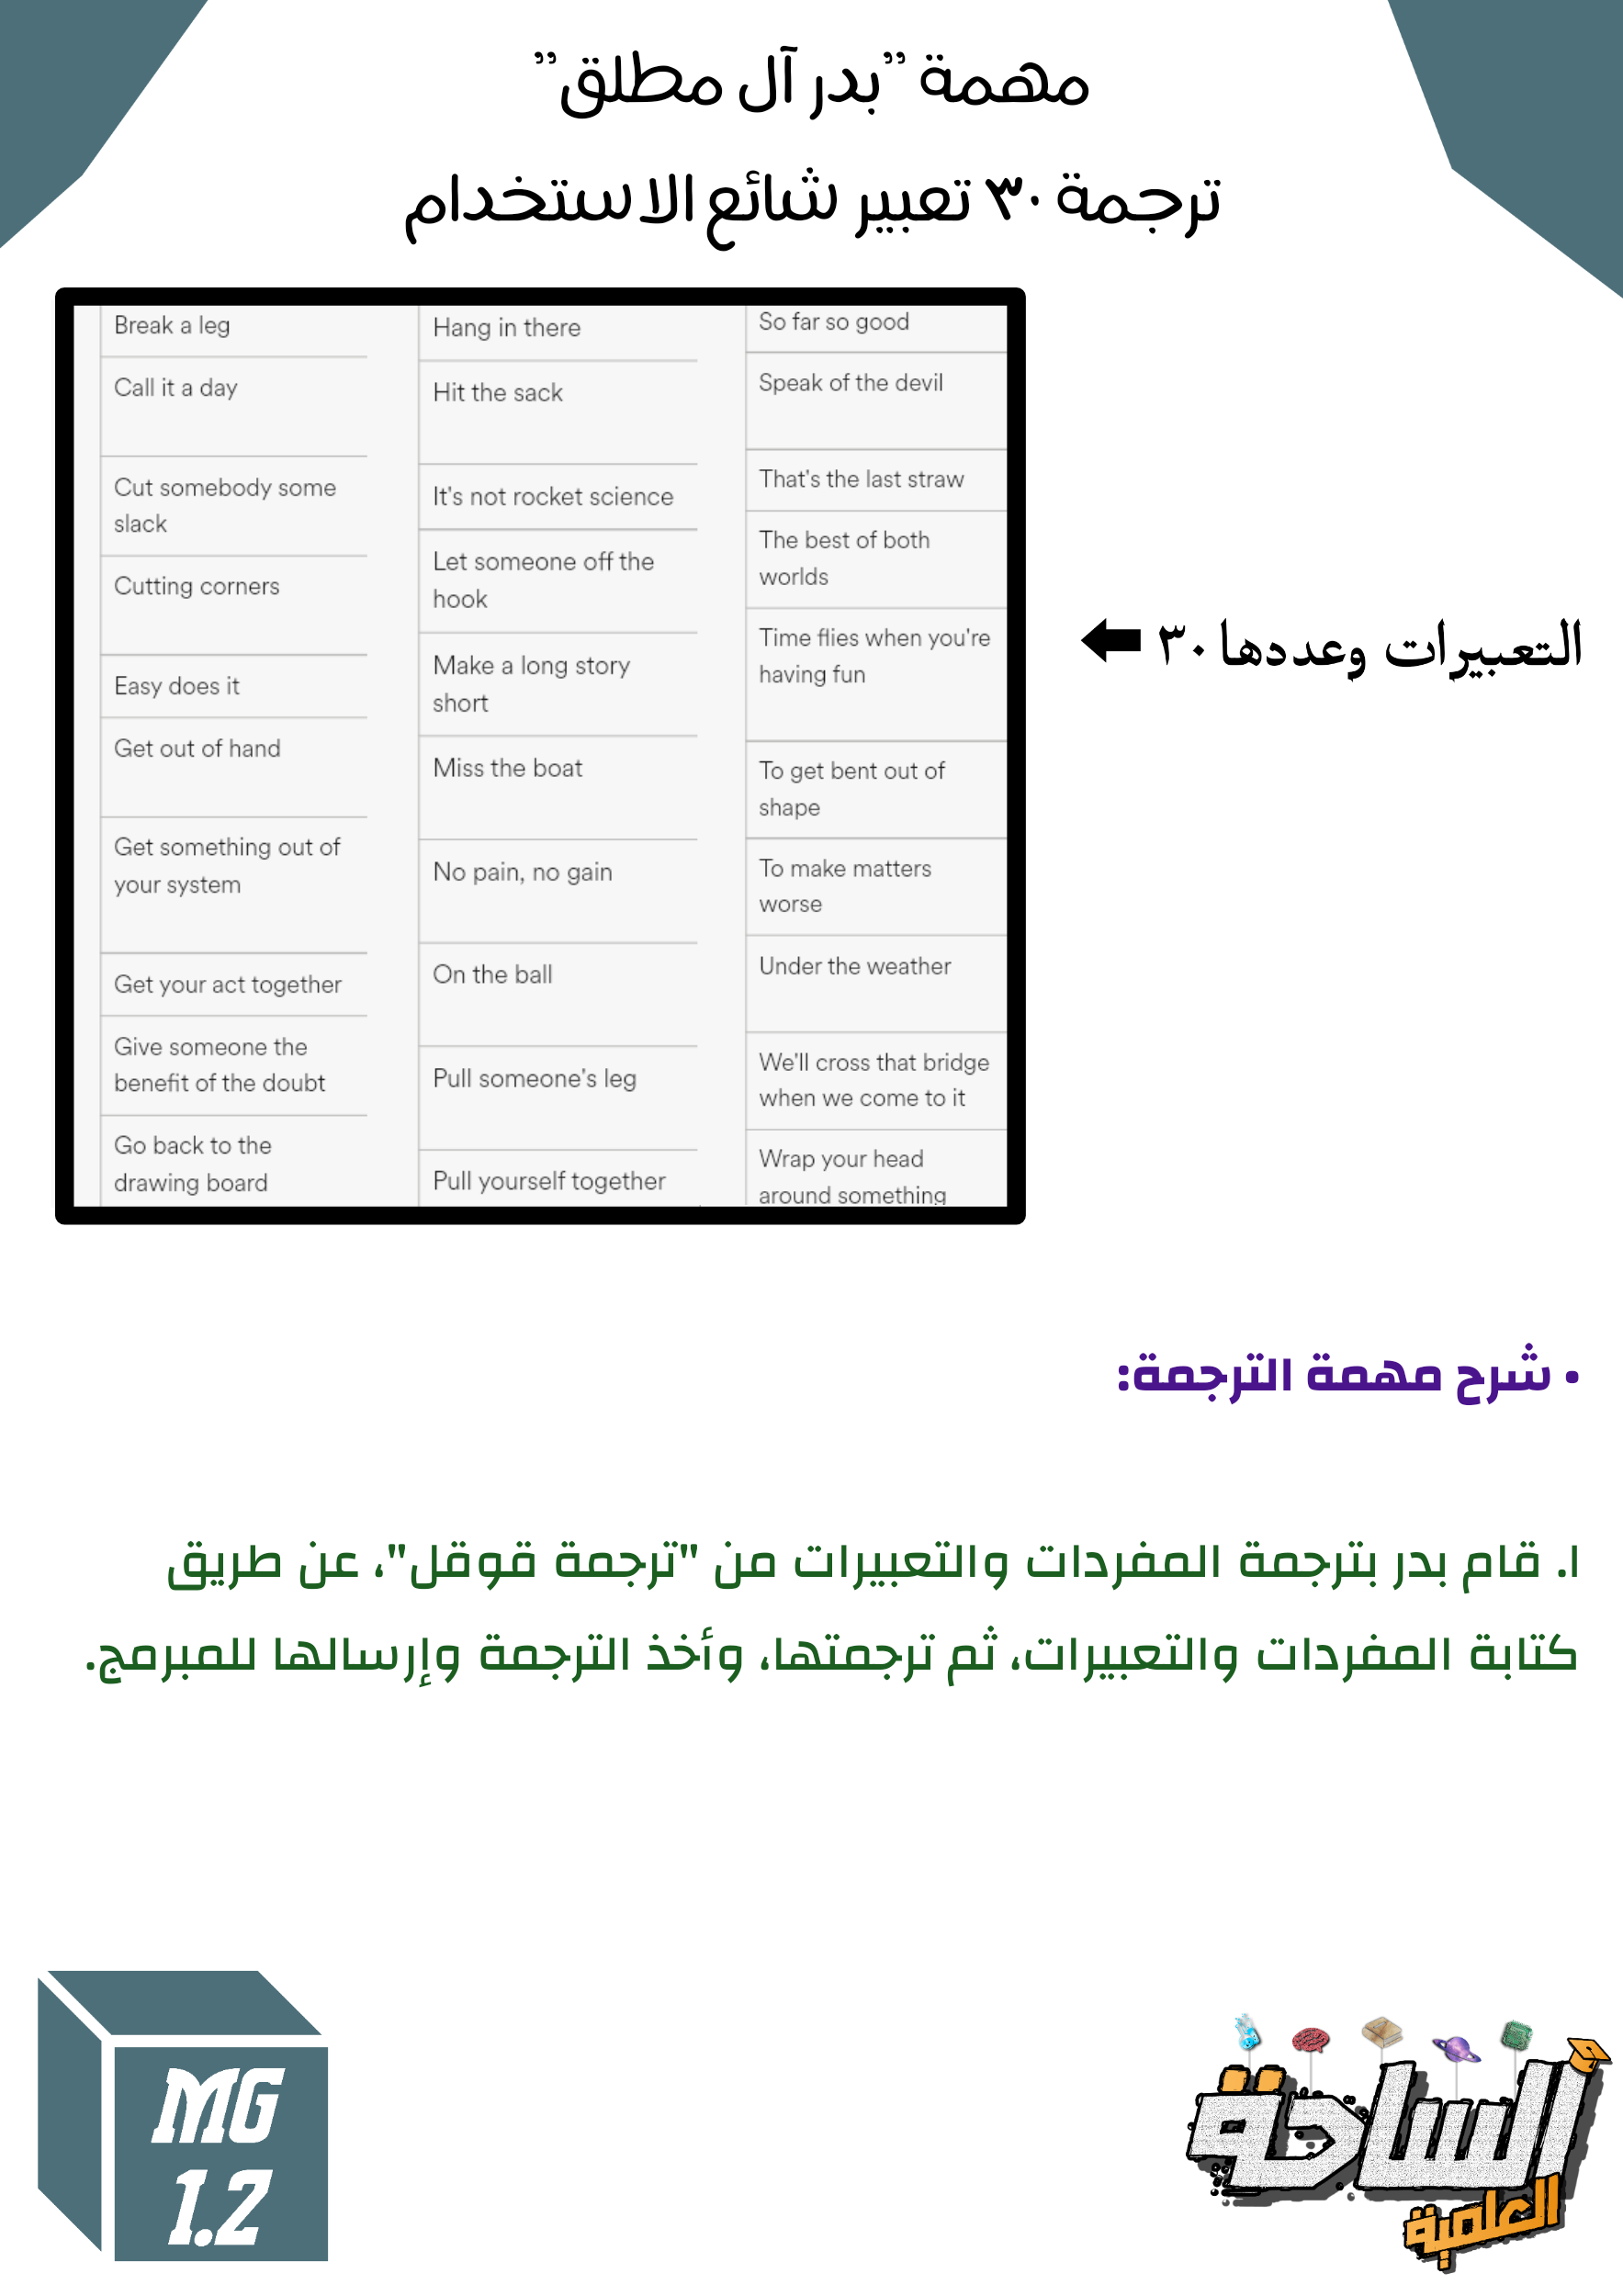 مهمة ”بدر آل مطلق”
ترجمة ٣٠ تعبير شائع الاستخدام
Break a leg
Call it a day
Cut somebody some
slack
Cutting corners
Easy does it
Get out of hand
Get something out of
your system
Get your act together
Give someone the
benefit of the doubt
Go back to the
drawing board
Hang in there
Hit the sack
It's not rocket science
Let someone off the
hook
Make a long story
short
Miss the boat
No pain, no gain
On the ball
Pull someone's leg
Pull yourself together
So far so good
Speak of the devil
That's the last straw
The best of both
worlds
Time flies when you're
having fun
To get bent out of
shape
To make matters
worse
Under the weather
We'll cross that bridge
when we come to it
Wrap your head
around something
التعبيرات وعددها ٣٠
• شرح مهمة الترجمة:
١. قام بدر بترجمة المفردات والتعبيرات من "ترجمة قوقل"، عن طريق
كتابة المفردات والتعبيرات، ثم ترجمتها، وأخذ الترجمة وإرسالها للمبرمج.
MG
1.2
الساحة
العلمية